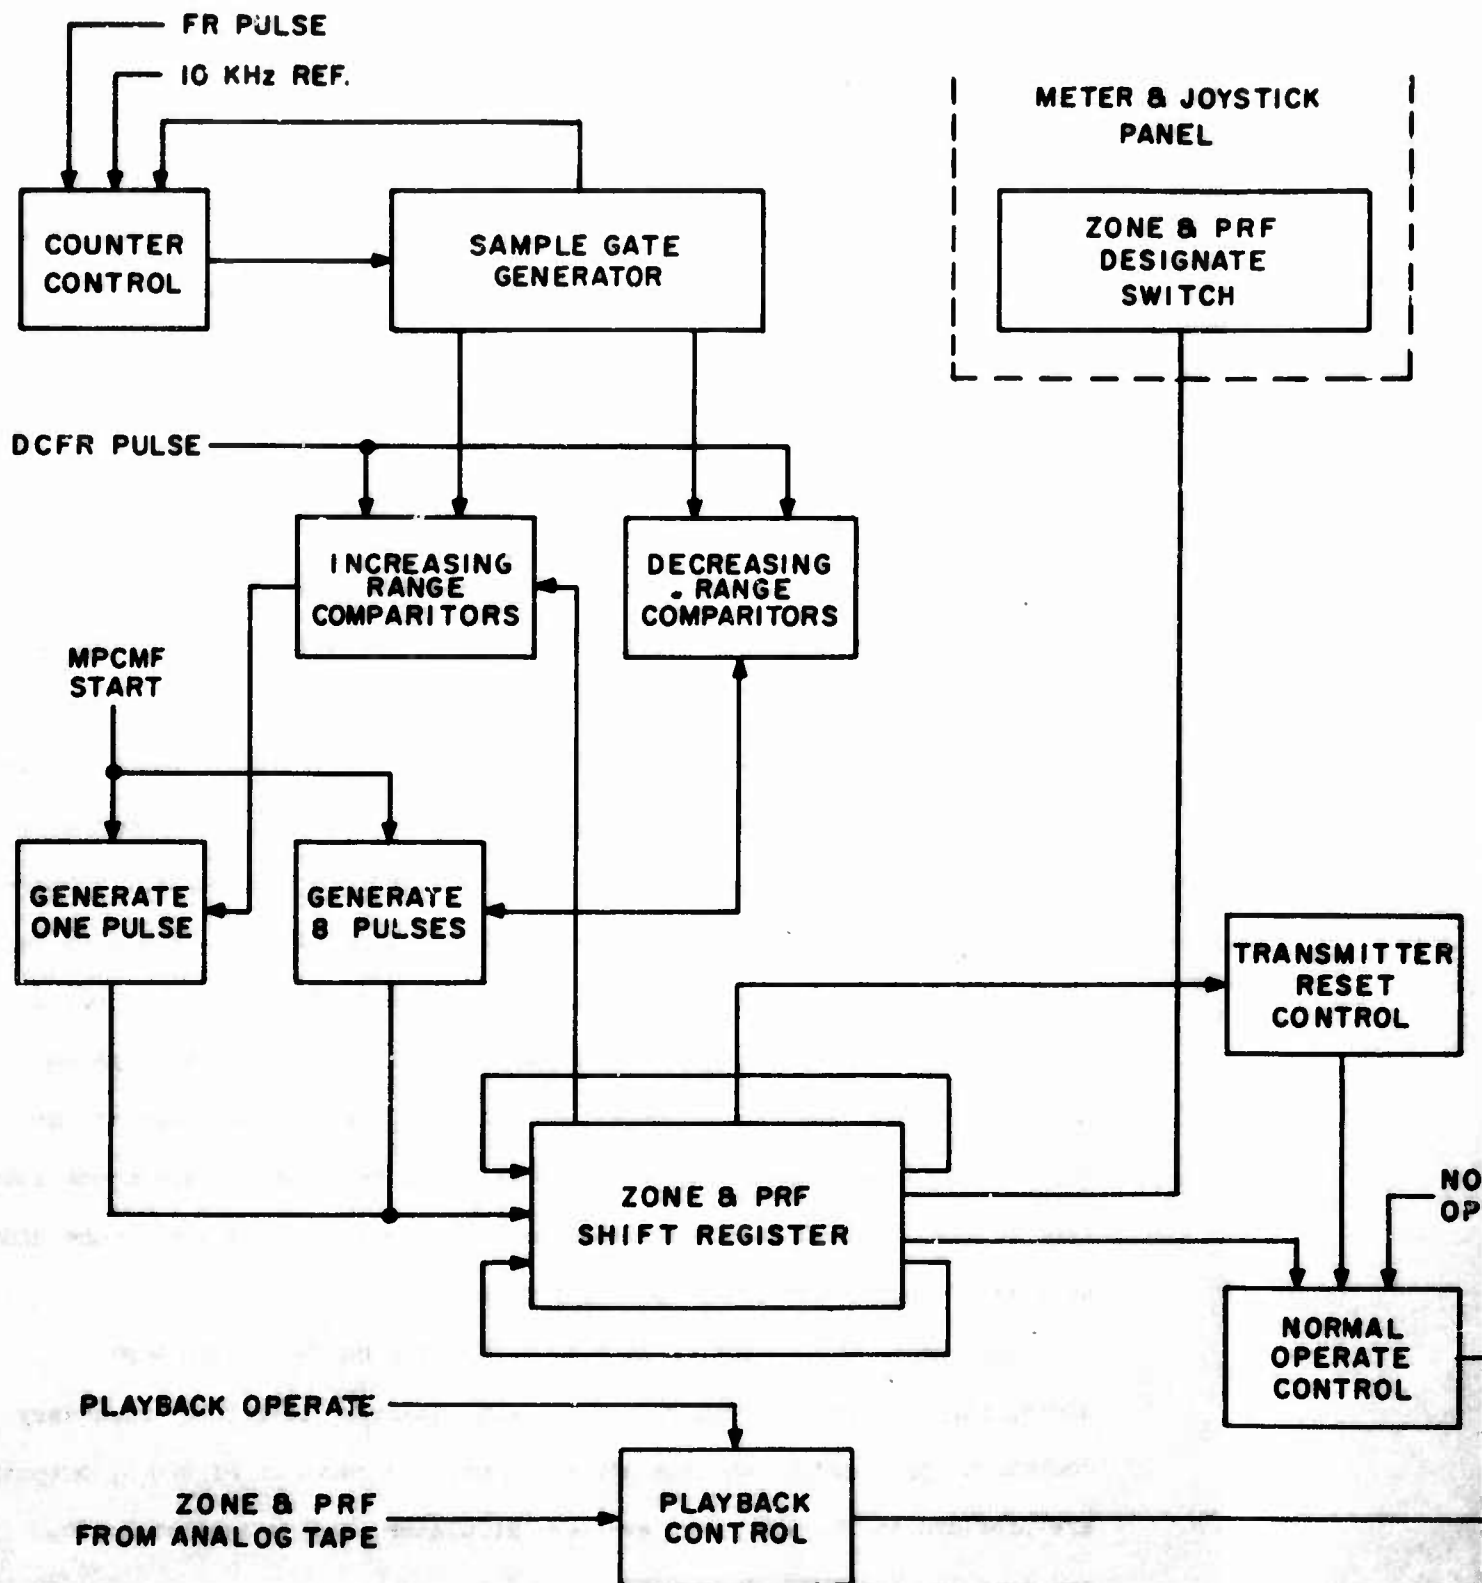 FR PULSE
10 KHz REF.
METER & JOYSTICK
PANEL
COUNTER
CONTROL
SAMPLE GATE
GENERATOR
ZONE & PRF
DESIGNATE
SWITCH
DCFR PULSE
INCREASING
RANGE
COMPARITORS
DECREASING
RANGE
COMPARITORS
MPCMF
START
GENERATE
ONE PULSE
GENERATE
8 PULSES
TRANSMITTER
RESET
CONTROL
ZONE & PRF
SHIFT REGISTER
NO
OP
NORMAL
OPERATE
CONTROL
PLAYBACK OPERATE
ZONE & PRF
FROM ANALOG TAPE
PLAYBACK
CONTROL